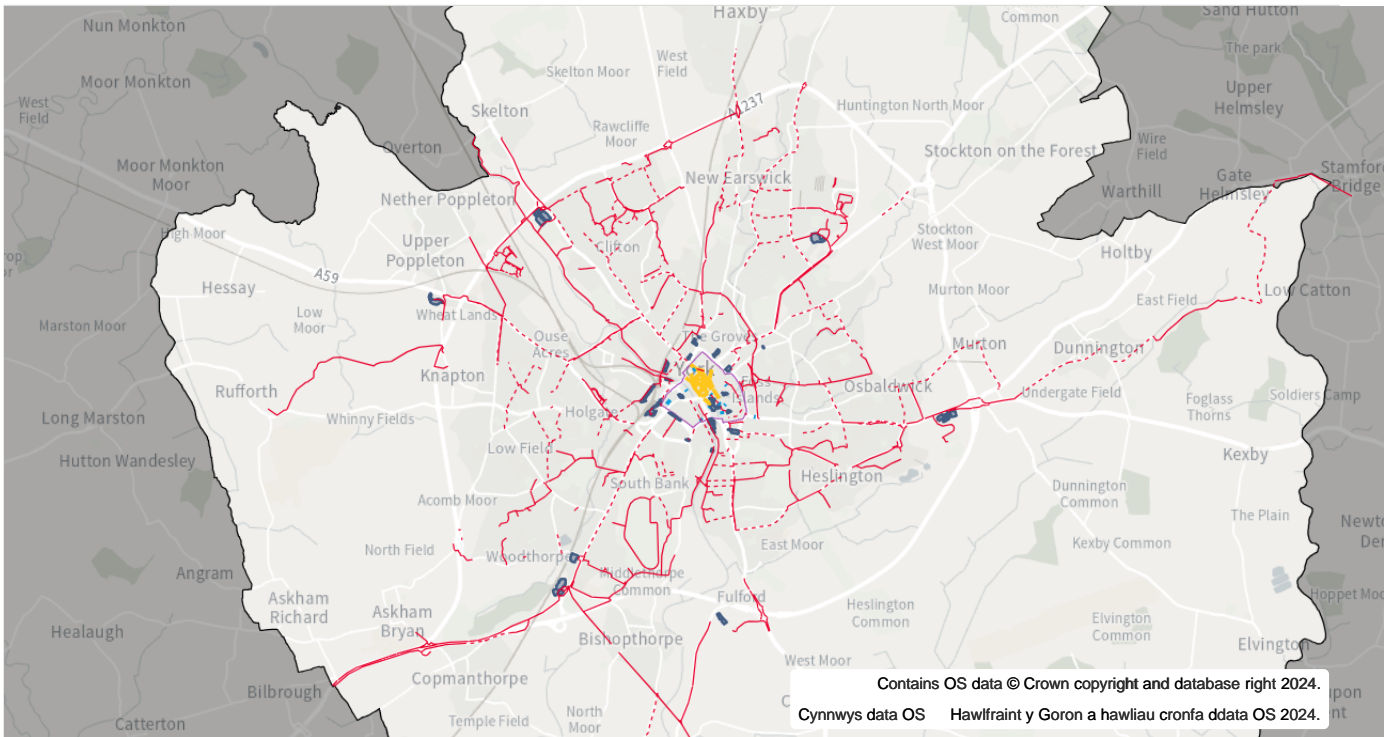 Nun Monkton
Haxby
Common
Sand Hutton
The park
West
Field
Moor Monkton
Skelton Moor
West
Field
Upper
Helmsley
Skelton
A1237
Huntington North Moor
Rawcliffe
Moor
Overton
Moor Monkton
Moor
Stockton on the Forest
Wire
Field
New Earswick
Gate
Helmsley
Stamford
Bridge
Warthill
Nether Poppleton
High Moor
Upper
Poppleton
Clifton
Stockton
West Moor
Holtby
A59
Hessay
Murton Moor
East Field
Low Catton
Marston Moor
Low
Moor
Wheat Lands
Ouse
Acres
The Groves
Murton
Dunnington
Knapton
York
Foss
Islands
Osbaldwick
Rufforth
Undergate Field
Foglass
Thorns
Soldiers Camp
Long Marston
Whinny Fields
Holgate
Low Field
Kexby
Hutton Wandesley
South Bank
Heslington
Dunnington
Common
Acomb Moor
The Plain
North Field
Woodthorpe
East Moor
Kexby Common
Angram
Middlethorpe
Common
Askham
Richard
Askham
Bryan
Fulford
Heslington
Common
Elvington
Common
Healaugh
Bishopthorpe
Elvington
West Moor
Copmanthorpe
Bilbrough
Catterton
Temple Field
North
Moor
Contains OS data © Crown copyright and database right 2024.
Cynnwys data OS Hawlfraint y Goron a hawliau cronfa ddata OS 2024.